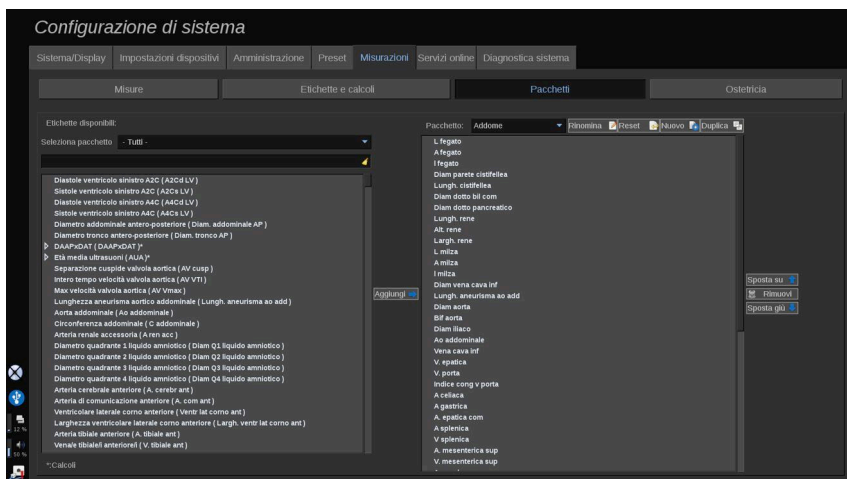 Configurazione di sistema
Sistema/Display Impostazioni dispositivi Amministrazione Preset Misurazioni Servizi online Diagnostica sistema
Misure Etichette e calcoli Pacchetti Ostetricia
Etichette disponibili:
Seleziona pacchetto - Tutti -
Diastole ventricolo sinistro A2C ( A2Cd LV )
Sistole ventricolo sinistro A2C ( A2Cs LV )
Diastole ventricolo sinistro A4C ( A4Cd LV )
Sistole ventricolo sinistro A4C ( A4Cs LV )
Diametro addominale antero-posteriore ( Diam. addominale AP )
Diametro tronco antero-posteriore ( Diam. tronco AP )
DAAPxDAT ( DAAPxDAT )*
Età media ultrasuoni ( AUA )*
Separazione cuspide valvola aortica ( AV cusp )
Intero tempo velocità valvola aortica ( AV VTI )
Max velocità valvola aortica ( AV Vmax )
Lunghezza aneurisma aortico addominale ( Lungh. aneurisma ao add )
Aorta addominale ( Ao addominale )
Circonferenza addominale ( C addominale )
Arteria renale accessoria ( A ren acc )
Diametro quadrante 1 liquido amniotico ( Diam Q1 liquido amniotico )
Diametro quadrante 2 liquido amniotico ( Diam Q2 liquido amniotico )
Diametro quadrante 3 liquido amniotico ( Diam Q3 liquido amniotico )
Diametro quadrante 4 liquido amniotico ( Diam Q4 liquido amniotico )
Arteria cerebrale anteriore ( A. cerebr ant )
Arteria di comunicazione anteriore ( A. com ant )
Ventricolare laterale corno anteriore ( Ventr lat corno ant )
Larghezza ventricolare laterale corno anteriore ( Largh. ventr lat corno ant )
Arteria tibiale anteriore ( A. tibiale ant )
Vena/e tibiale/i anteriore/i ( V. tibiale ant )
*:Calcoli
Aggiungi
Pacchetto: Addome Rinomina Reset Nuovo Duplica
L fegato
A fegato
I fegato
Diam parete cistifellea
Lungh. cistifellea
Diam dotto bil com
Diam dotto pancreatico
Lungh. rene
Alt. rene
Largh. rene
L milza
A milza
I milza
Diam vena cava inf
Lungh. aneurisma ao add
Diam aorta
Bif aorta
Diam iliaco
Ao addominale
Vena cava inf
V. epatica
V. porta
Indice cong v porta
A celiaca
A gastrica
A. epatica com
A splenica
V splenica
A. mesenterica sup
V. mesenterica sup
Sposta su
Rimuovi
Sposta giù
12 %
50 %